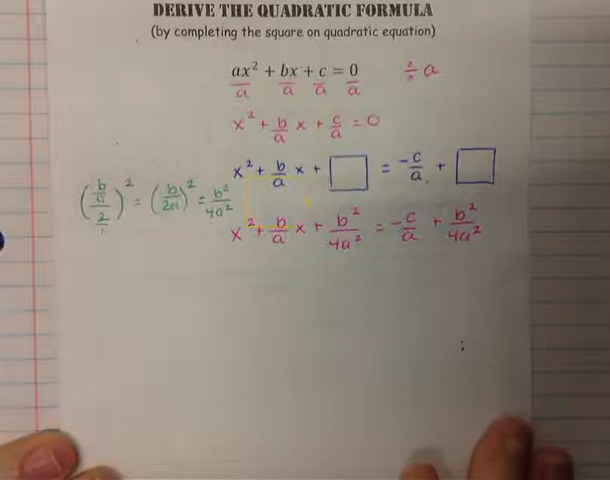 DERIVE THE QUADRATIC FORMULA
(by completing the square on quadratic equation)
ax² + bx + c = 0
a a a a
÷ a
x² + b/a x + c/a = 0
x² + b/a x + □ = -c/a + □
((b/a)/(2/1))² = (b/2a)² = b²/4a²
x² + b/a x + b²/4a² = -c/a + b²/4a²